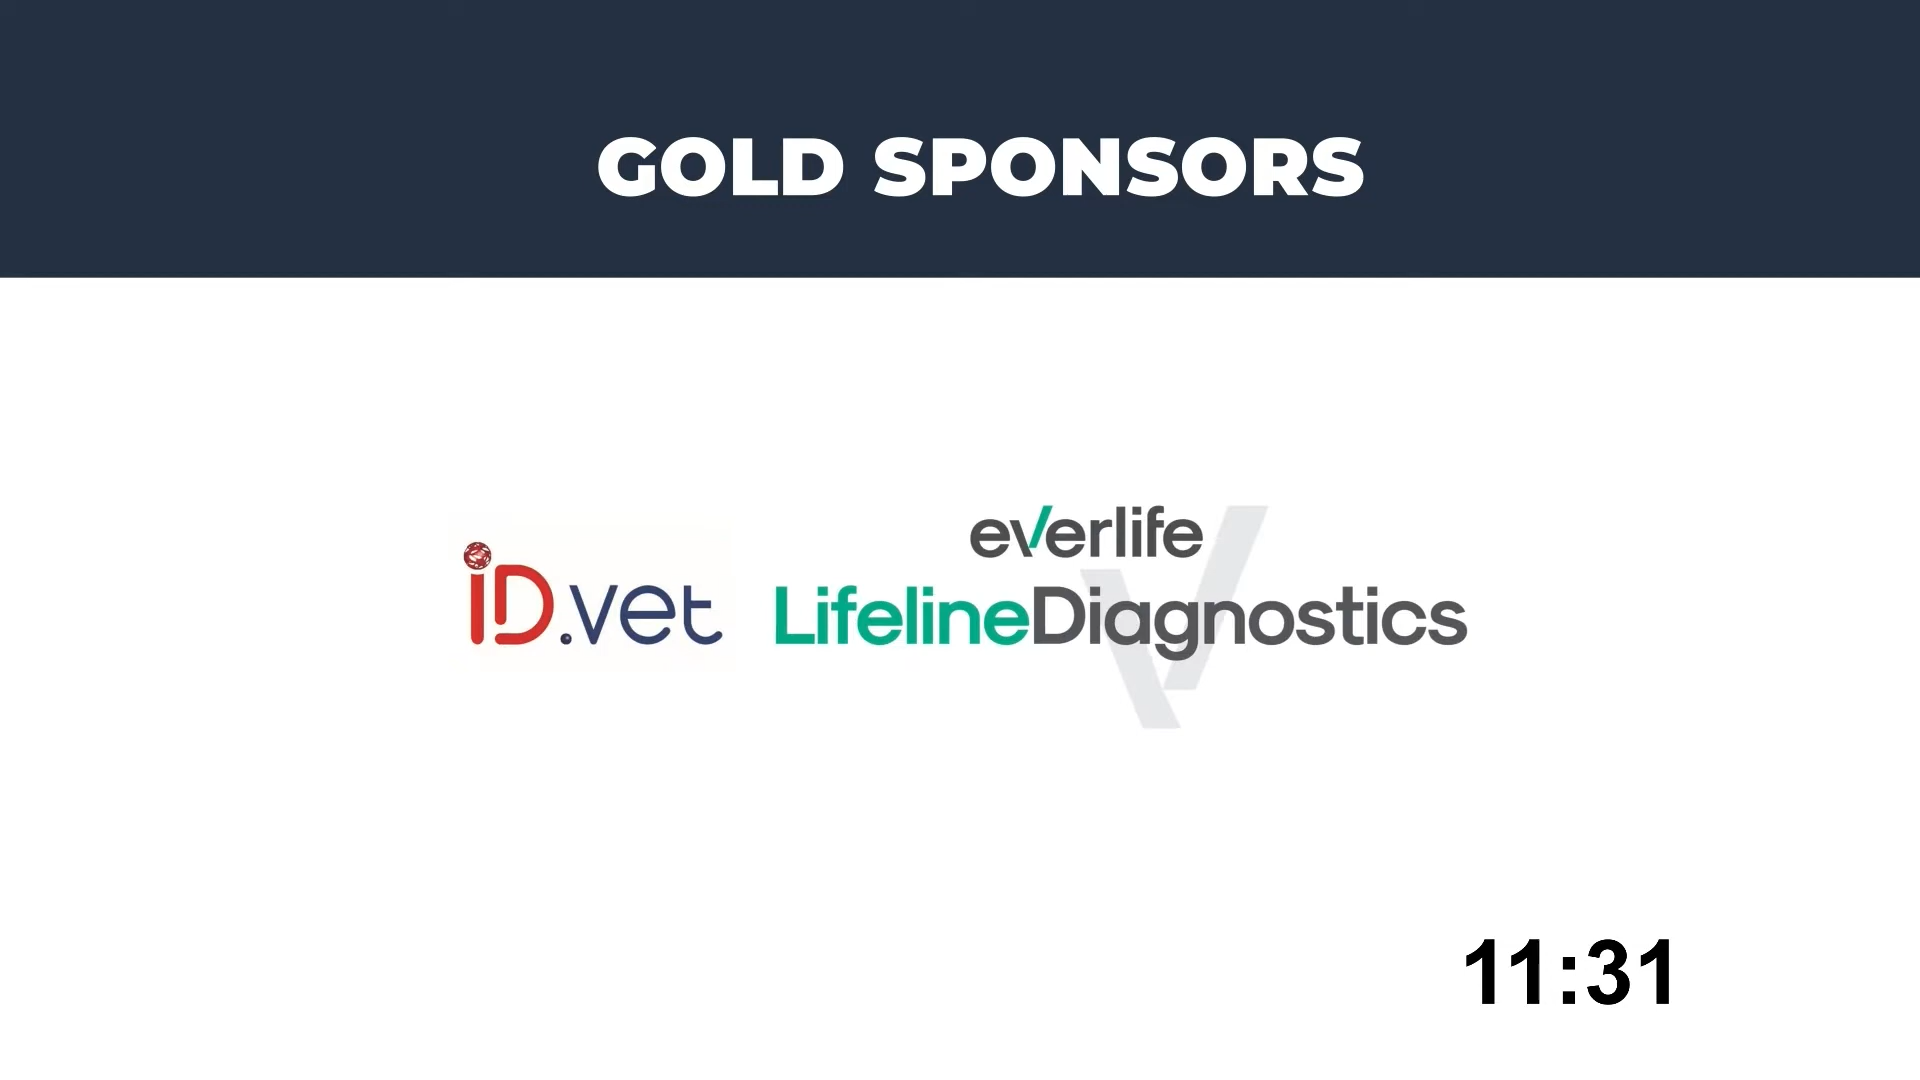 GOLD SPONSORS
iD.vet
everlife
LifelineDiagnostics
11:31